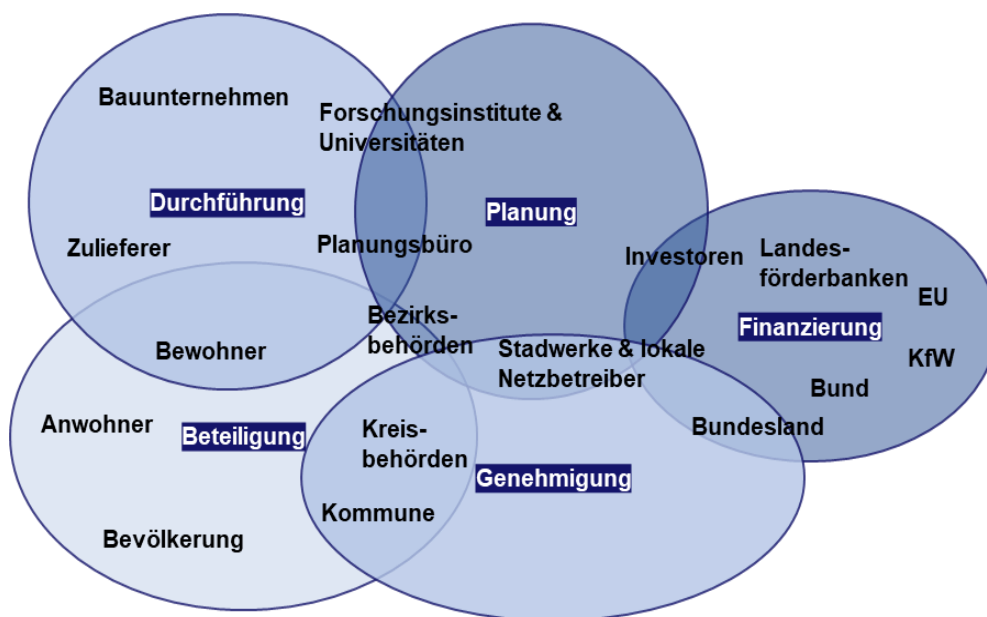 Bauunternehmen
Forschungsinstitute &
Universitäten
Durchführung
Planung
Zulieferer
Planungsbüro
Investoren
Landes-
förderbanken
EU
Finanzierung
KfW
Bezirks-
behörden
Stadwerke & lokale
Netzbetreiber
Bewohner
Bund
Bundesland
Anwohner
Beteiligung
Kreis-
behörden
Genehmigung
Kommune
Bevölkerung